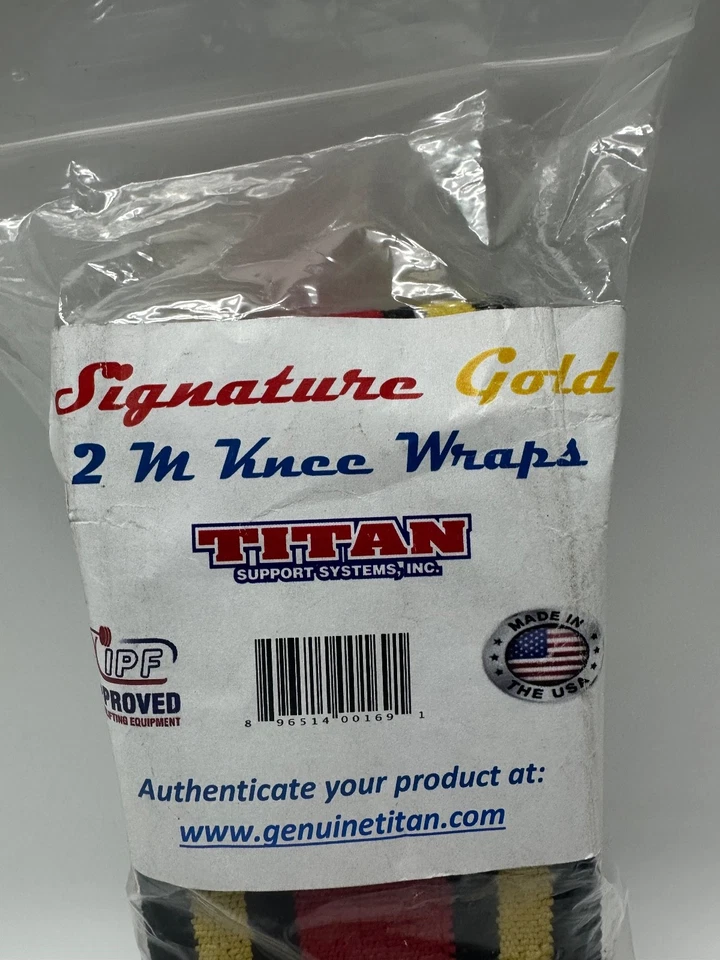 Signature Gold
2 M Knee Wraps
TITAN
SUPPORT SYSTEMS, INC.
IPF
PROVED
FTING EQUIPMENT
8 96514 00169 1
MADE IN
THE USA
Authenticate your product at:
www.genuinetitan.com